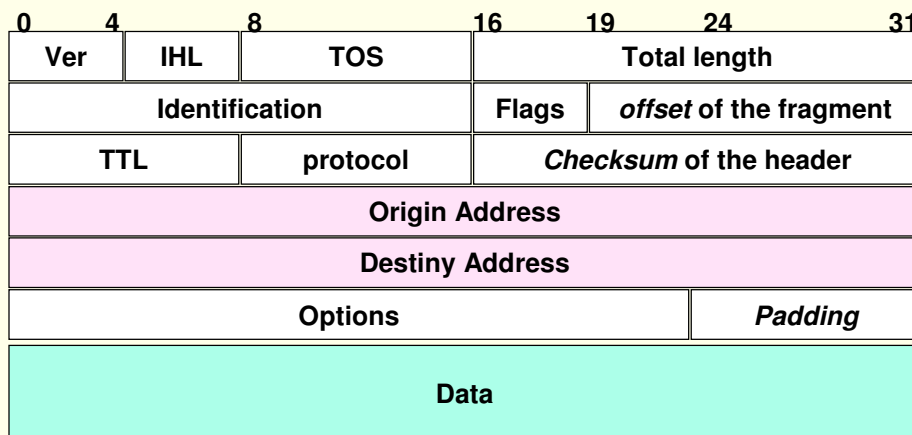 0 4 8 16 19 24 31
Ver IHL TOS Total length
Identification Flags offset of the fragment
TTL protocol Checksum of the header
Origin Address
Destiny Address
Options Padding
Data